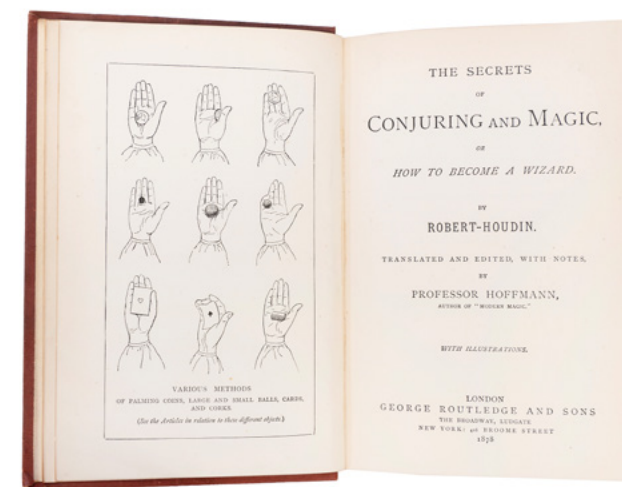 VARIOUS METHODS
OF PALMING COINS, LARGE AND SMALL BALLS, CARDS,
AND CORKS
(See the Articles in relation to these different objects.)
THE SECRETS
OF
CONJURING AND MAGIC,
OR
HOW TO BECOME A WIZARD.
BY
ROBERT-HOUDIN.
TRANSLATED AND EDITED, WITH NOTES,
BY
PROFESSOR HOFFMANN,
AUTHOR OF "MODERN MAGIC."
WITH ILLUSTRATIONS.
LONDON
GEORGE ROUTLEDGE AND SONS
THE BROADWAY, LUDGATE
NEW YORK: 416 BROOME STREET
1878